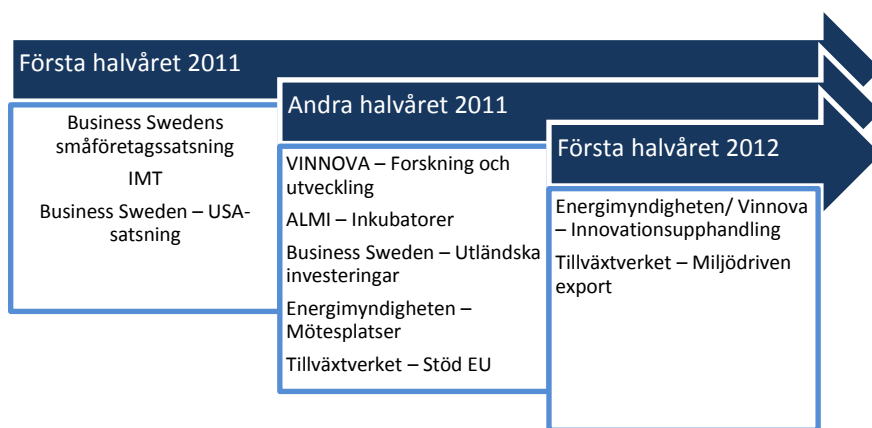 Första halvåret 2011
Business Swedens
småföretagssatsning
IMT
Business Sweden – USA-
satsning
Andra halvåret 2011
VINNOVA – Forskning och
utveckling
ALMI – Inkubatorer
Business Sweden – Utländska
investeringar
Energimyndigheten –
Mötesplatser
Tillväxtverket – Stöd EU
Första halvåret 2012
Energimyndigheten/ Vinnova
– Innovationsupphandling
Tillväxtverket – Miljödriven
export